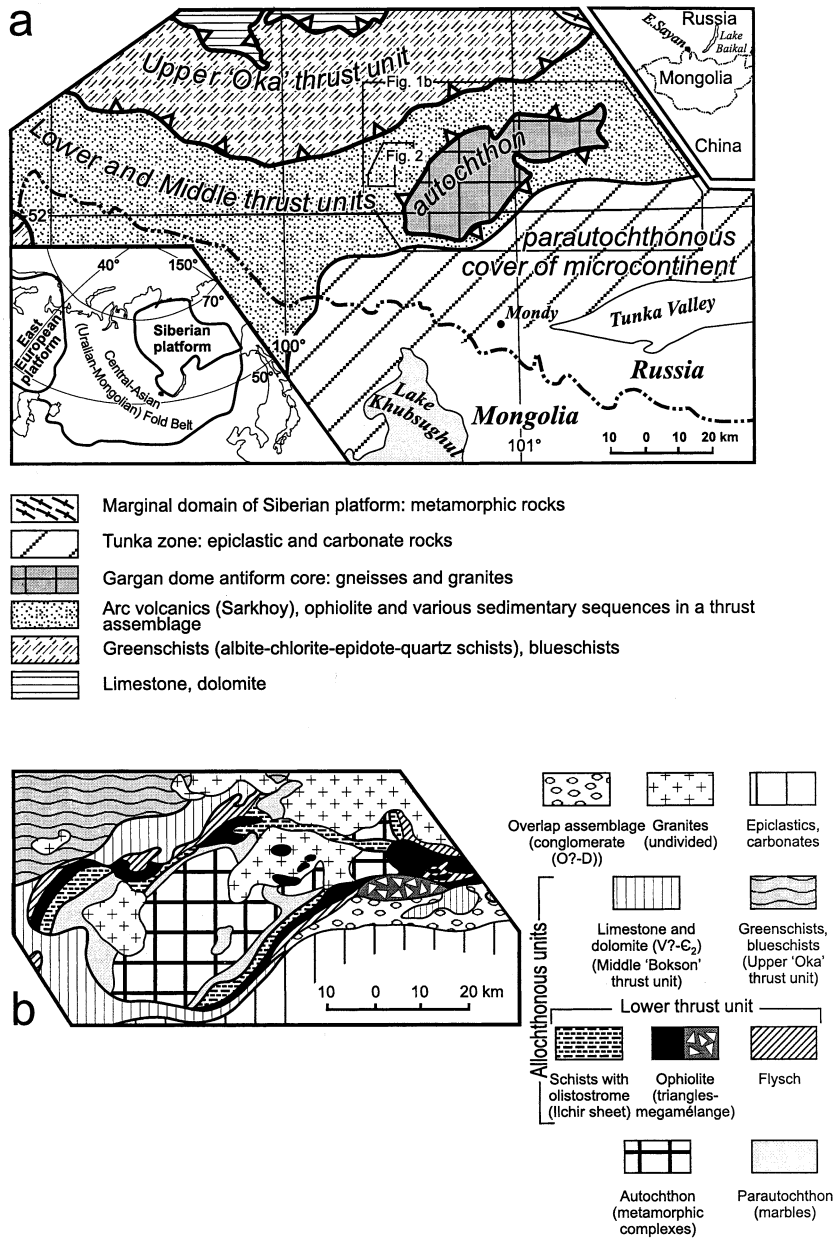 a
Russia
E.Sayan
Lake
Baikal
Mongolia
China
Upper ‘Oka’ thrust unit
Fig. 1b
Lower and Middle thrust units
Fig. 2
autochthon
52
parautochthonous
cover of microcontinent
40°
150°
70°
East
European
platform
Siberian
platform
Central-Asian
(Uralian-Mongolian) Fold Belt
50°
100°
Mondy
Tunka Valley
Russia
Lake
Khubsughul
Mongolia
101°
10 0 10 20 km
Marginal domain of Siberian platform: metamorphic rocks
Tunka zone: epiclastic and carbonate rocks
Gargan dome antiform core: gneisses and granites
Arc volcanics (Sarkhoy), ophiolite and various sedimentary sequences in a thrust
assemblage
Greenschists (albite-chlorite-epidote-quartz schists), blueschists
Limestone, dolomite
b
10 0 10 20 km
Overlap assemblage
(conglomerate
(O?-D))
Granites
(undivided)
Epiclastics,
carbonates
Allochthonous units
Limestone and
dolomite (V?-Є₂)
(Middle ‘Bokson’
thrust unit)
Greenschists,
blueschists
(Upper ‘Oka’
thrust unit)
Lower thrust unit
Schists with
olistostrome
(Ilchir sheet)
Ophiolite
(triangles-
megamélange)
Flysch
Autochthon
(metamorphic
complexes)
Parautochthon
(marbles)